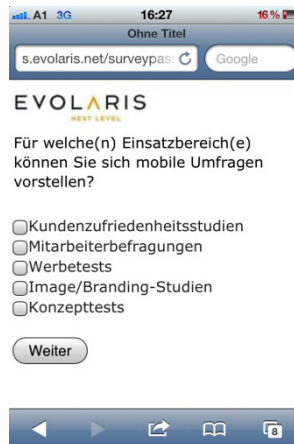 A1 3G 16:27 16%
Ohne Titel
s.evolaris.net/surveypas Google
EVOLARIS
NEXT LEVEL
Für welche(n) Einsatzbereich(e)
können Sie sich mobile Umfragen
vorstellen?
Kundenzufriedenheitsstudien
Mitarbeiterbefragungen
Werbetests
Image/Branding-Studien
Konzepttests
Weiter
8